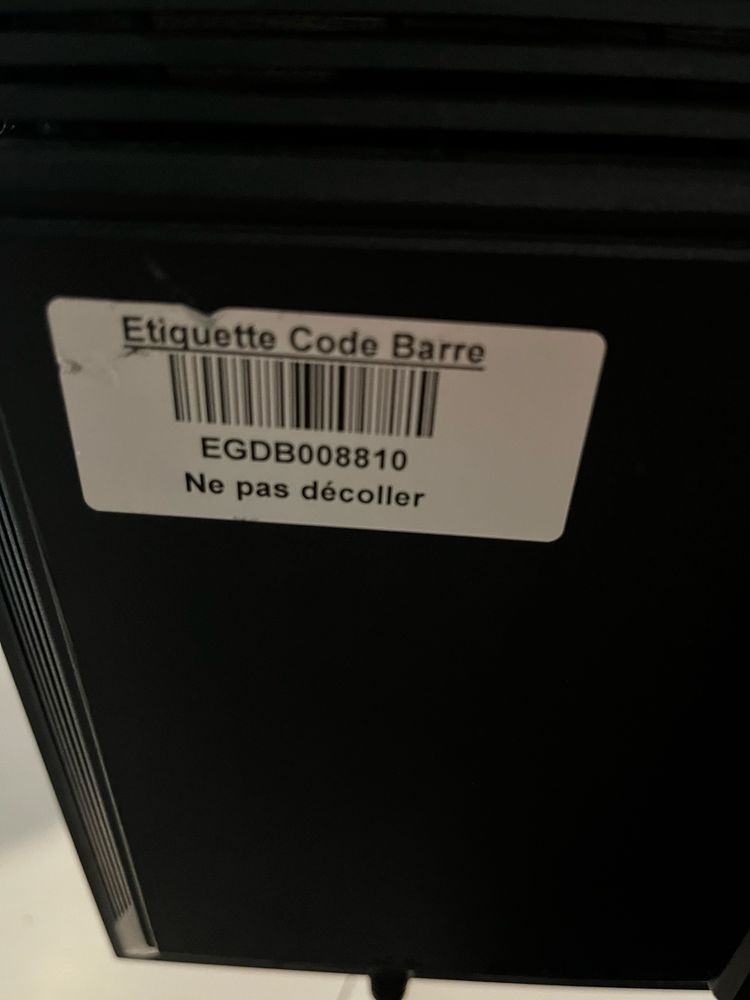 Etiquette Code Barre
EGDB008810
Ne pas décoller